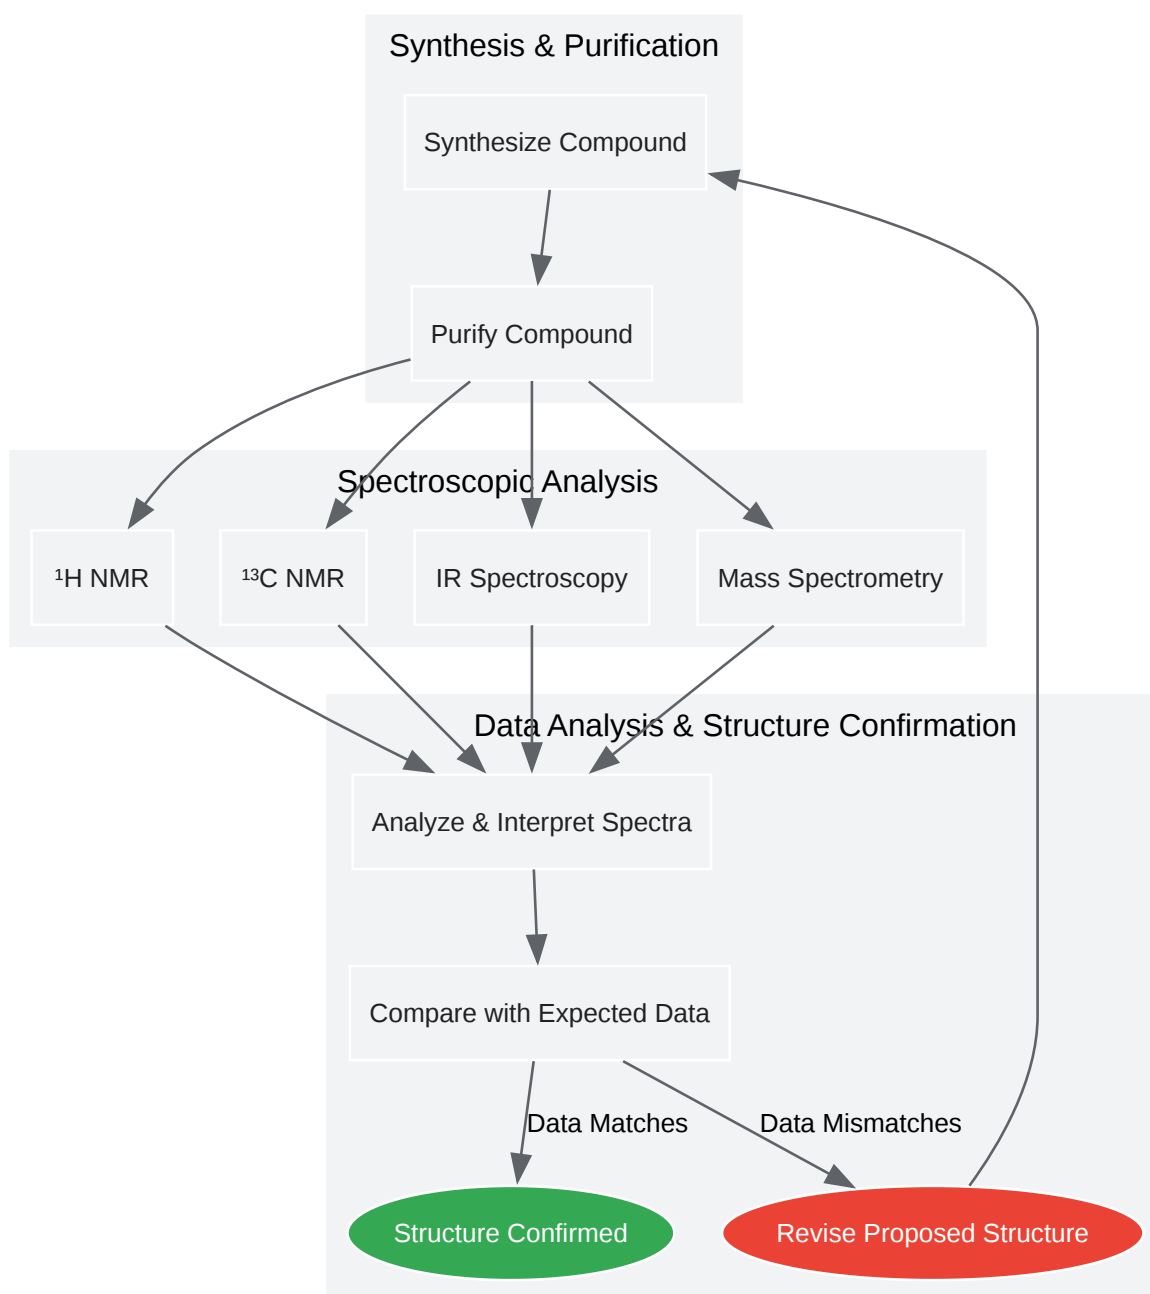 Synthesis & Purification
Synthesize Compound
Purify Compound
Spectroscopic Analysis
¹H NMR
¹³C NMR
IR Spectroscopy
Mass Spectrometry
Data Analysis & Structure Confirmation
Analyze & Interpret Spectra
Compare with Expected Data
Data Matches
Data Mismatches
Structure Confirmed
Revise Proposed Structure